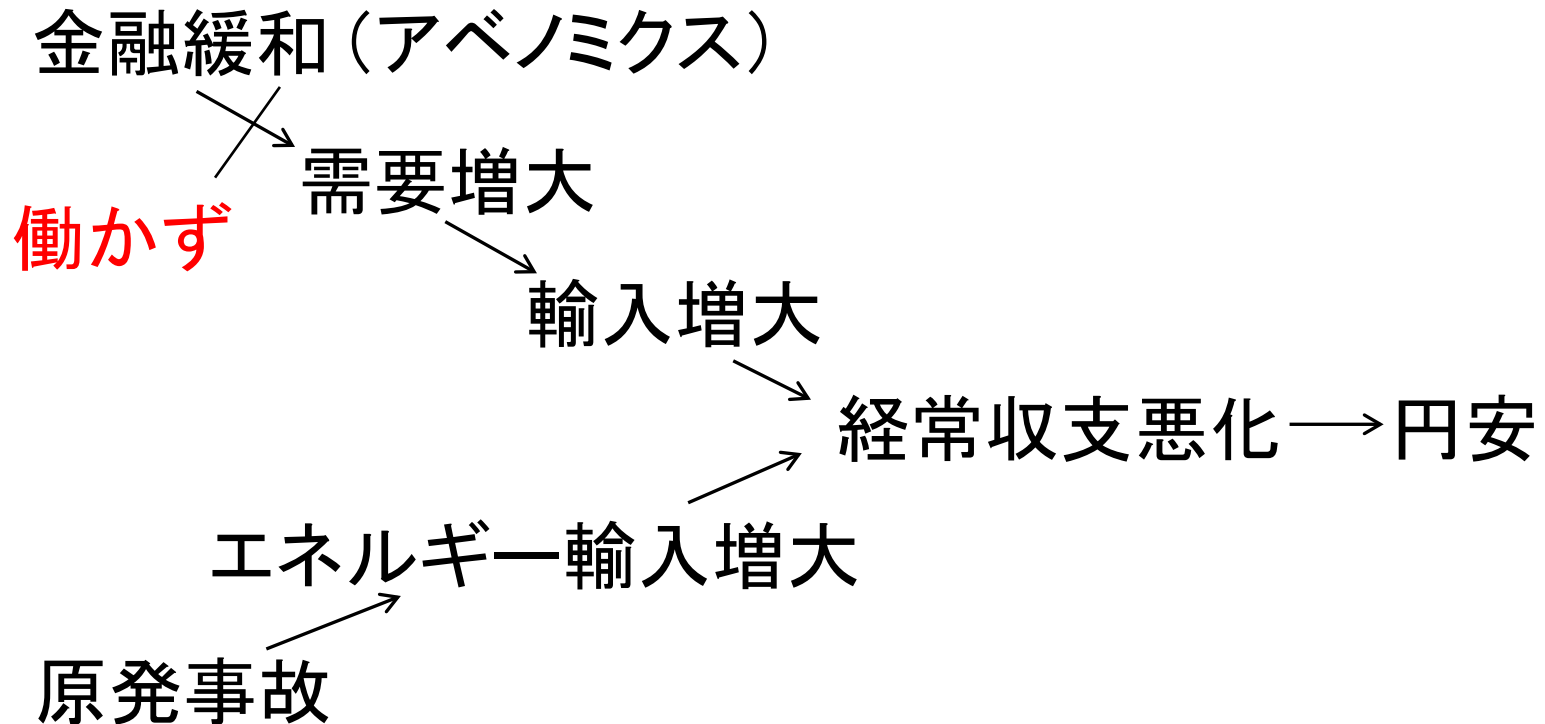 金融緩和(アベノミクス)
需要増大
働かず
輸入増大
経常収支悪化 円安
エネルギー輸入増大
原発事故